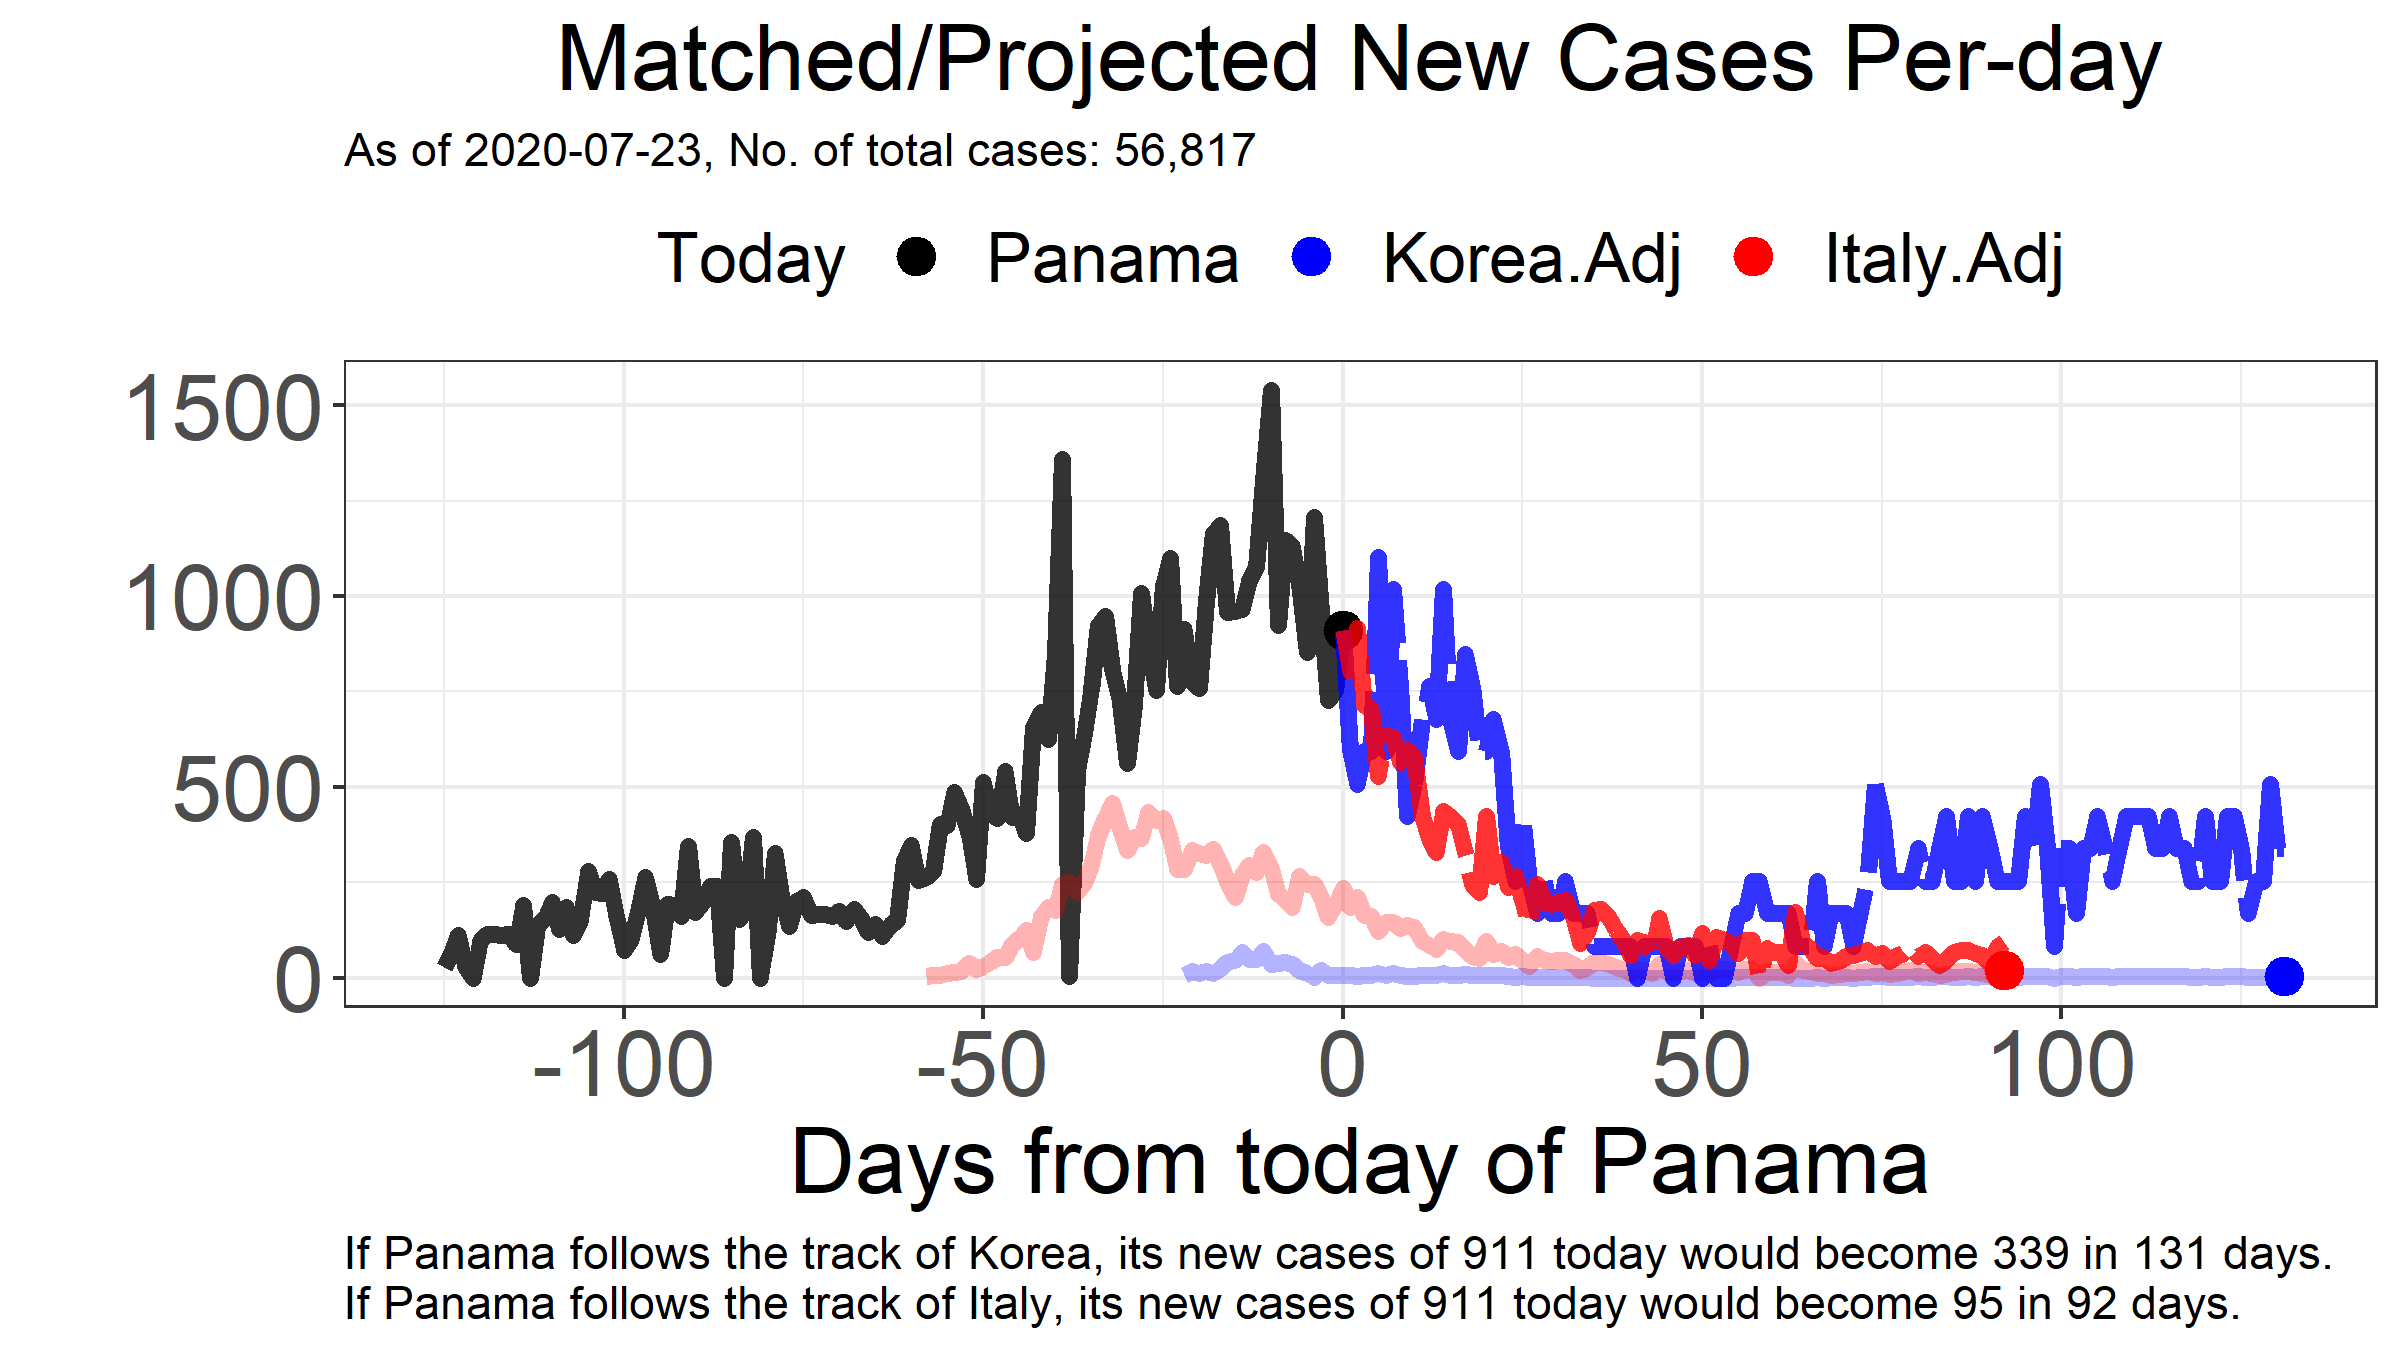 Matched/Projected New Cases Per-day
As of 2020-07-23, No. of total cases: 56,817
Today Panama Korea.Adj Italy.Adj
1500
1000
500
0
-100 -50 0 50 100
Days from today of Panama
If Panama follows the track of Korea, its new cases of 911 today would become 339 in 131 days.
If Panama follows the track of Italy, its new cases of 911 today would become 95 in 92 days.